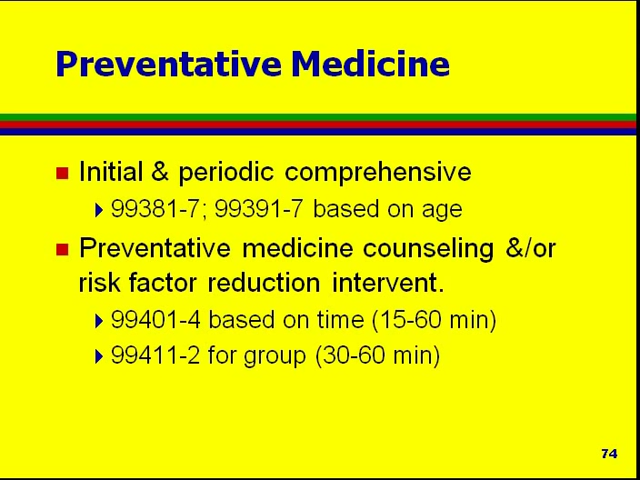 Preventative Medicine
Initial & periodic comprehensive
99381-7; 99391-7 based on age
Preventative medicine counseling &/or
risk factor reduction intervent.
99401-4 based on time (15-60 min)
99411-2 for group (30-60 min)
74